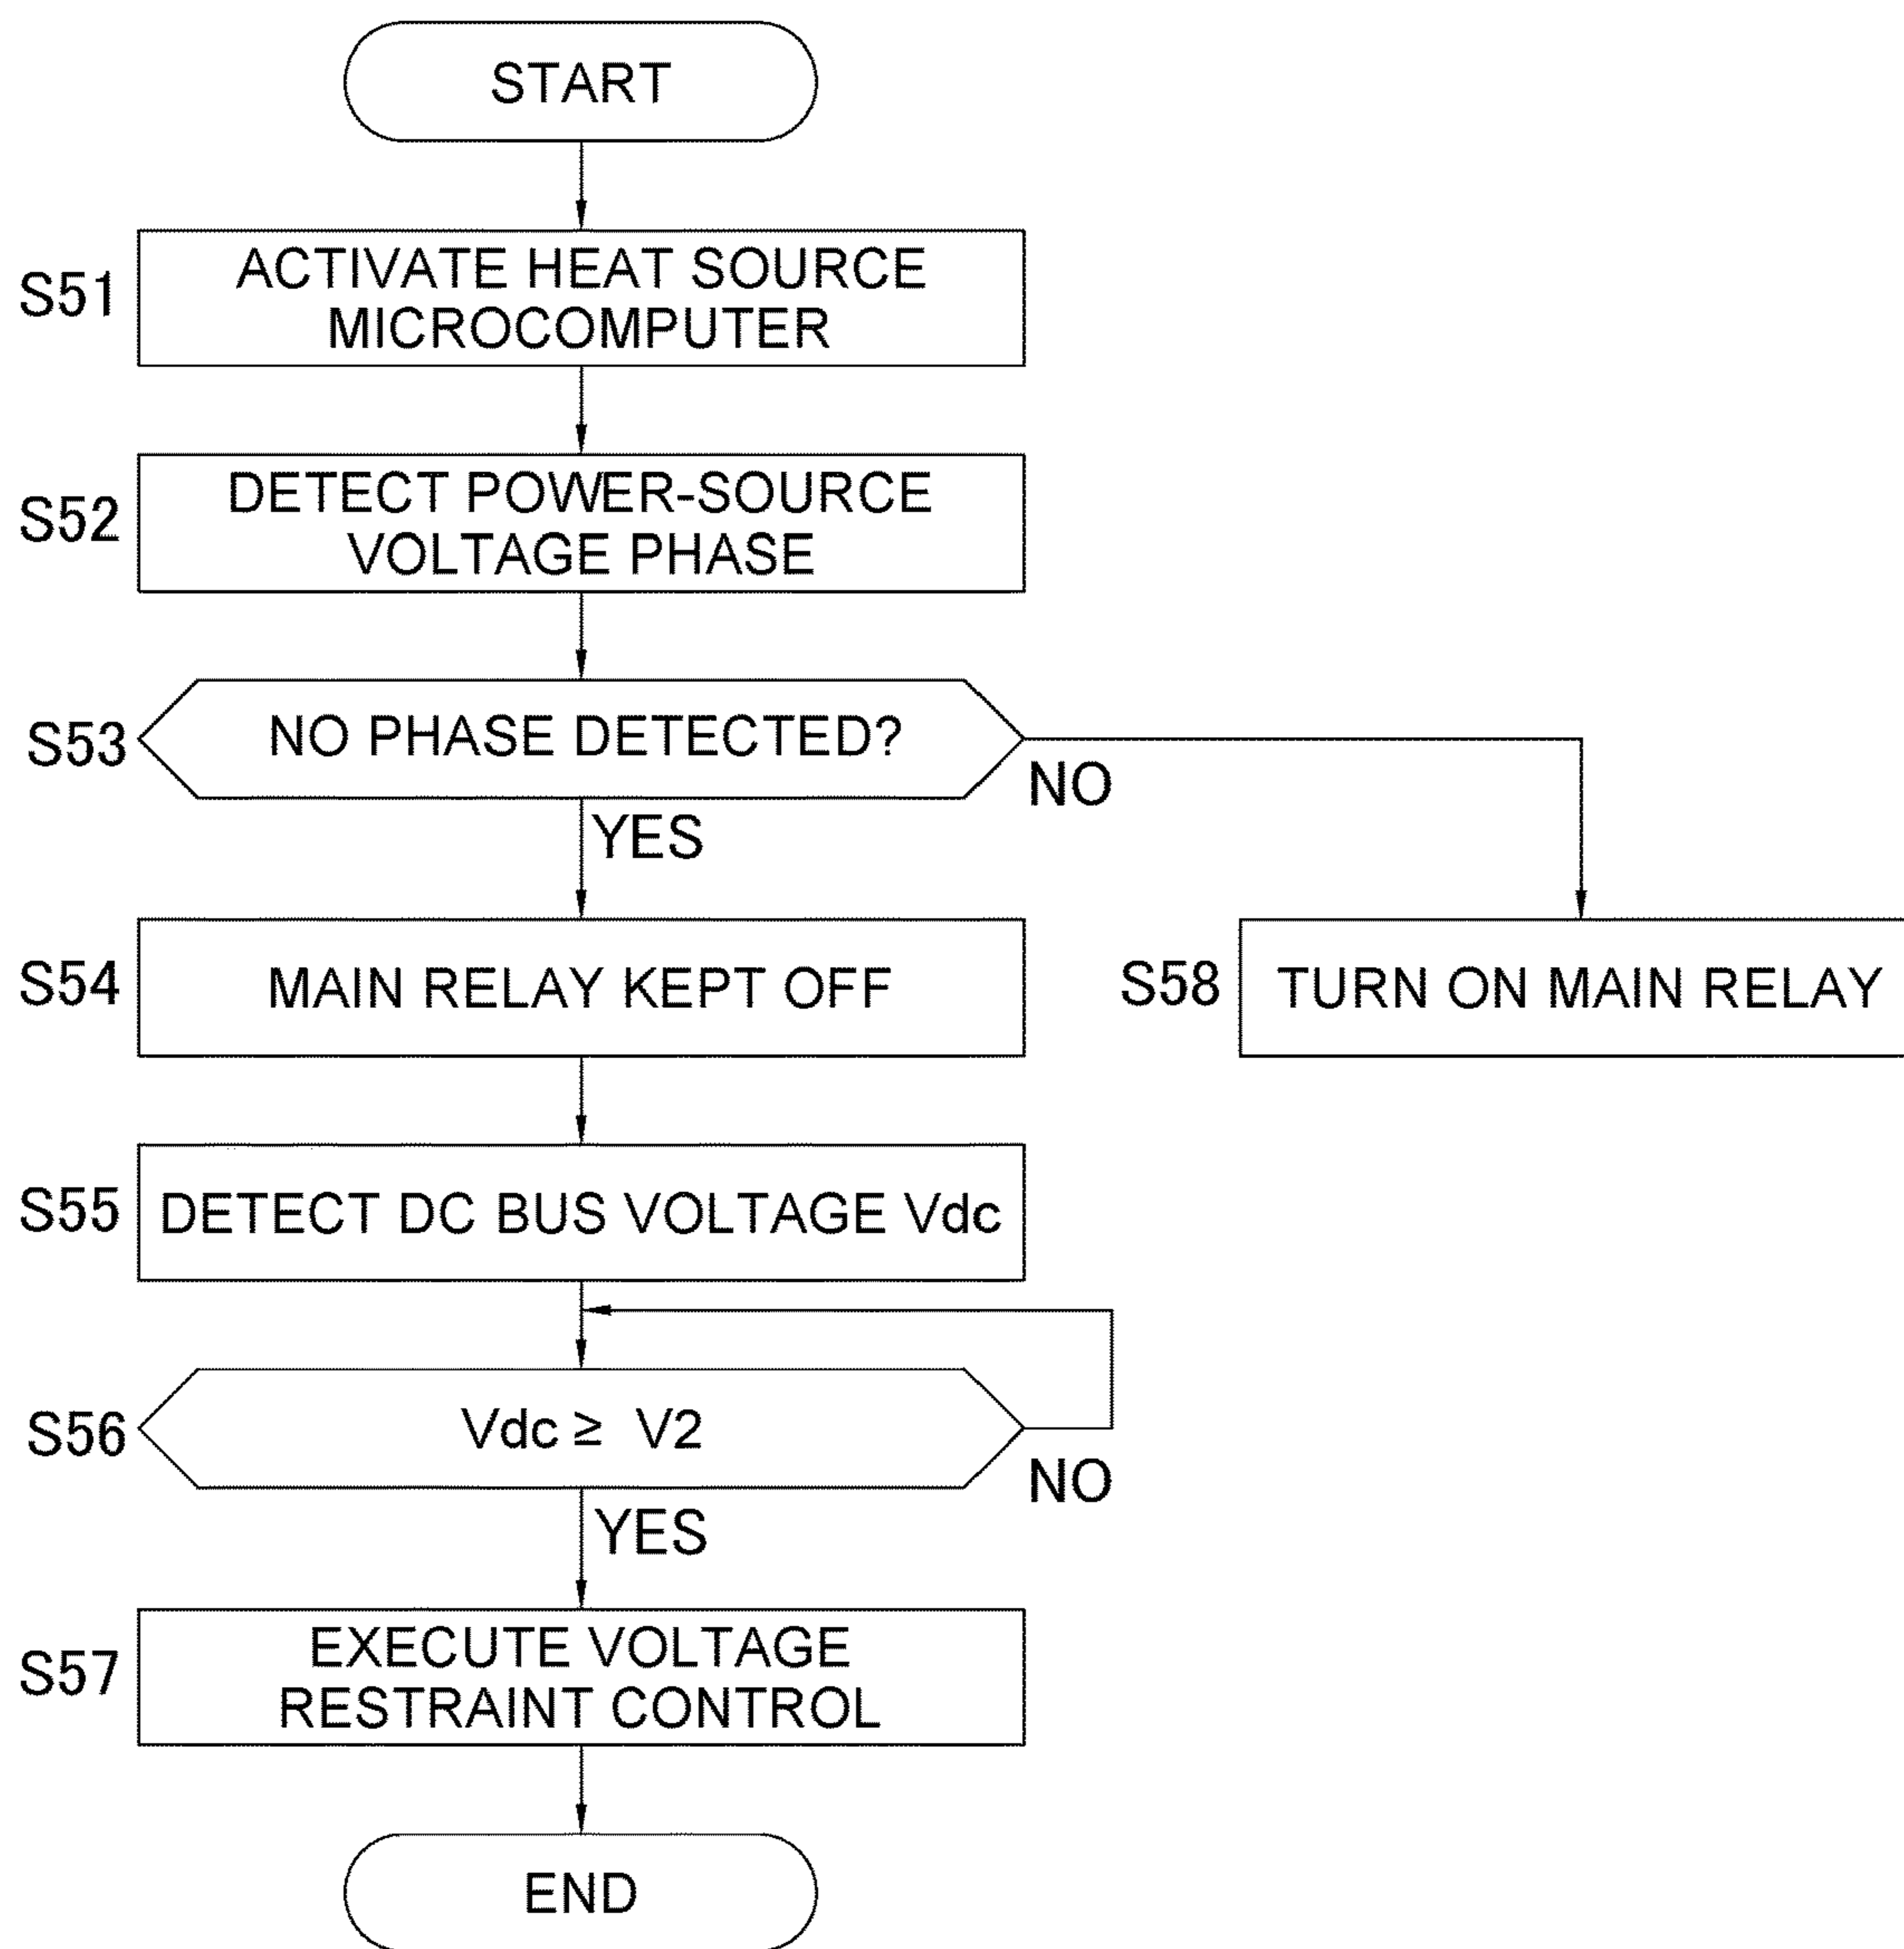 START
S51
ACTIVATE HEAT SOURCE
MICROCOMPUTER
S52
DETECT POWER-SOURCE
VOLTAGE PHASE
S53
NO PHASE DETECTED?
NO
YES
S54
MAIN RELAY KEPT OFF
S58
TURN ON MAIN RELAY
S55
DETECT DC BUS VOLTAGE Vdc
S56
Vdc ≥ V2
NO
YES
S57
EXECUTE VOLTAGE
RESTRAINT CONTROL
END